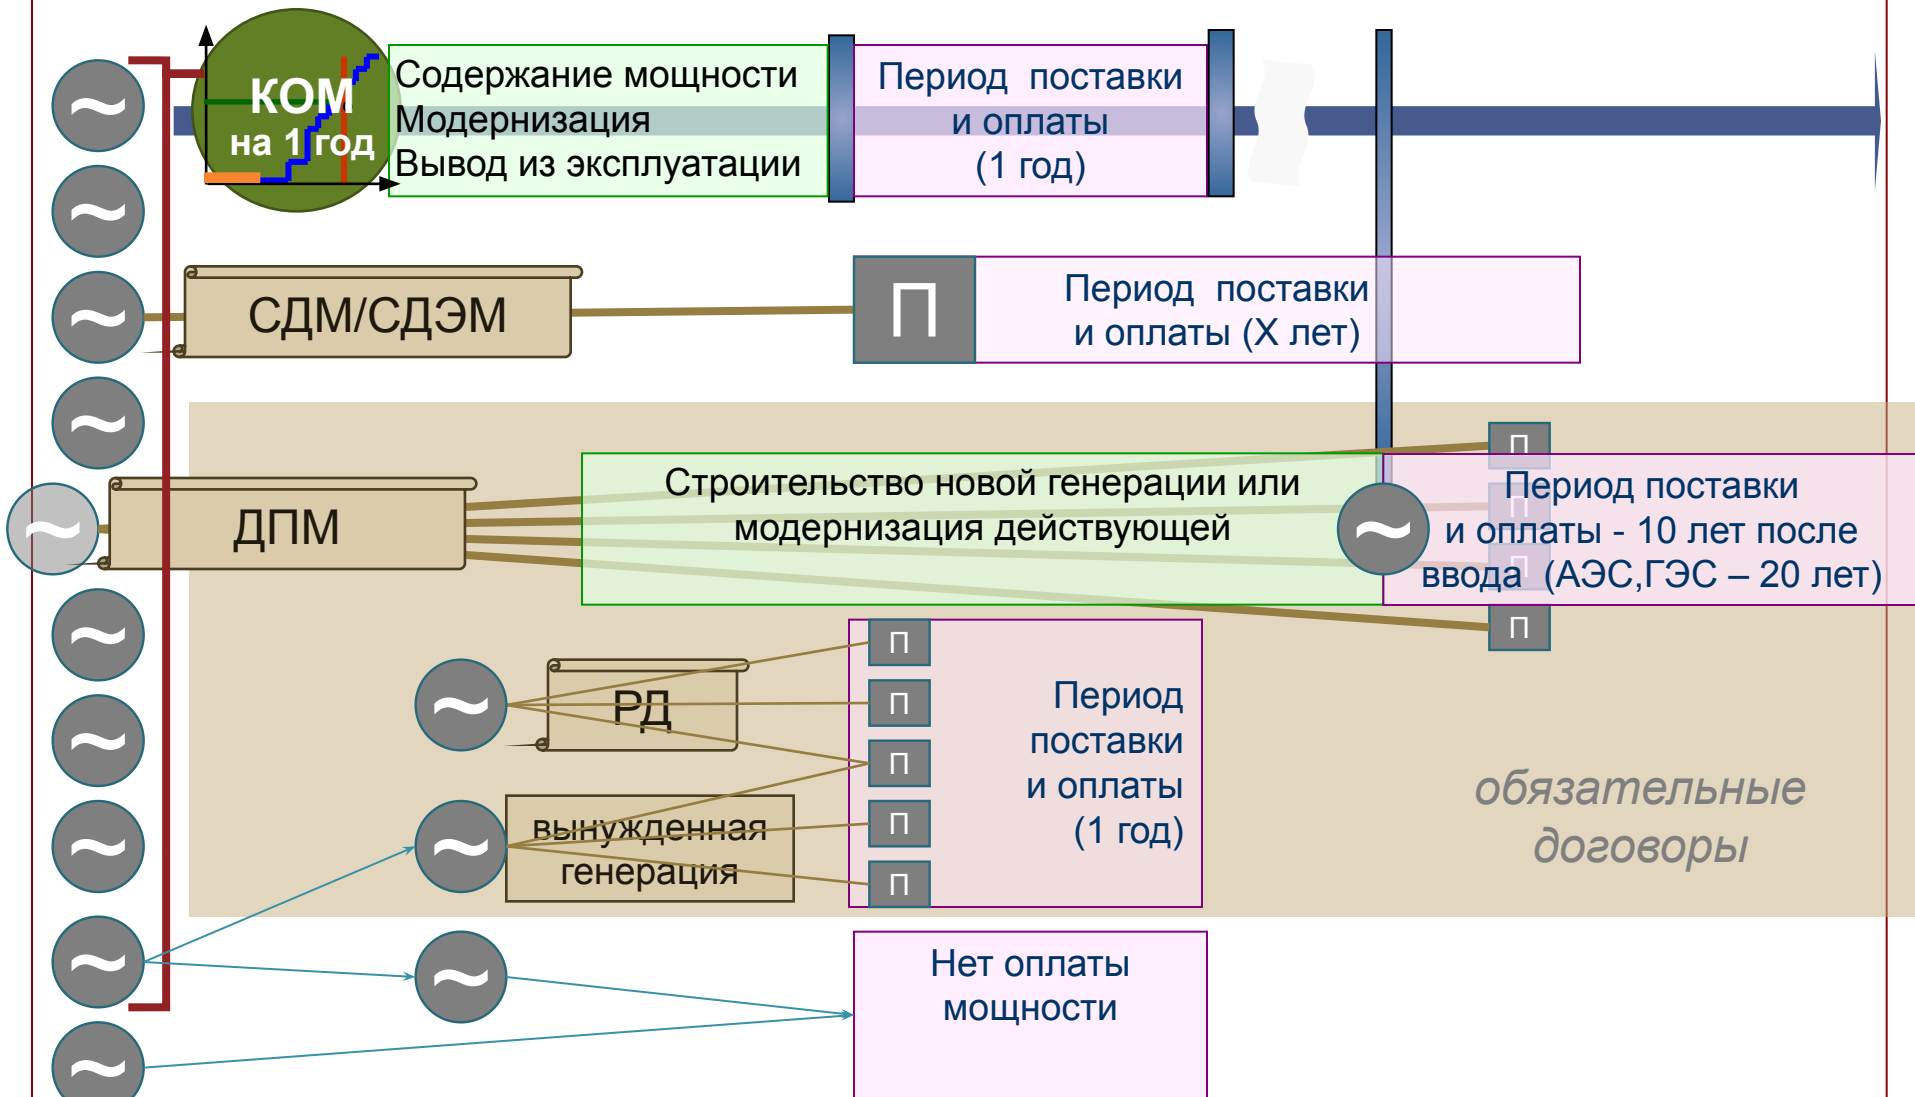 КОМ
на 1 год
Содержание мощности
Модернизация
Вывод из эксплуатации
Период поставки
и оплаты
(1 год)
СДМ/СДЭМ
П
Период поставки
и оплаты (X лет)
ДПМ
Строительство новой генерации или
модернизация действующей
П
П
П
П
Период поставки
и оплаты - 10 лет после
ввода (АЭС,ГЭС – 20 лет)
РД
П
П
П
П
П
Период
поставки
и оплаты
(1 год)
вынужденная
генерация
обязательные
договоры
Нет оплаты
мощности